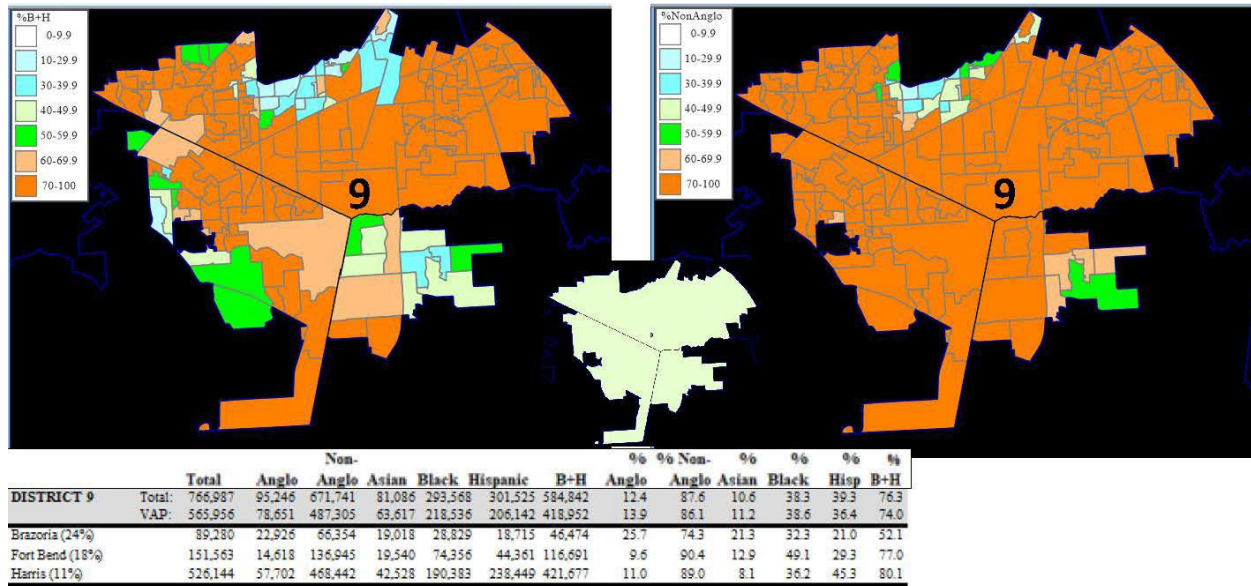 %B+H
0-9.9
10-29.9
30-39.9
40-49.9
50-59.9
60-69.9
70-100
9
%NonAnglo
0-9.9
10-29.9
30-39.9
40-49.9
50-59.9
60-69.9
70-100
9
Non- % % Non- % % % %
Total Anglo Anglo Asian Black Hispanic B+H Anglo Anglo Asian Black Hisp B+H
DISTRICT 9 Total: 766,987 95,246 671,741 81,086 293,568 301,525 584,842 12.4 87.6 10.6 38.3 39.3 76.3
VAP: 565,956 78,651 487,305 63,617 218,536 206,142 418,952 13.9 86.1 11.2 38.6 36.4 74.0
Brazoria (24%) 89,280 22,926 66,354 19,018 28,829 18,715 46,474 25.7 74.3 21.3 32.3 21.0 52.1
Fort Bend (18%) 151,563 14,618 136,945 19,540 74,356 44,361 116,691 9.6 90.4 12.9 49.1 29.3 77.0
Harris (11%) 526,144 57,702 468,442 42,528 190,383 238,449 421,677 11.0 89.0 8.1 36.2 45.3 80.1